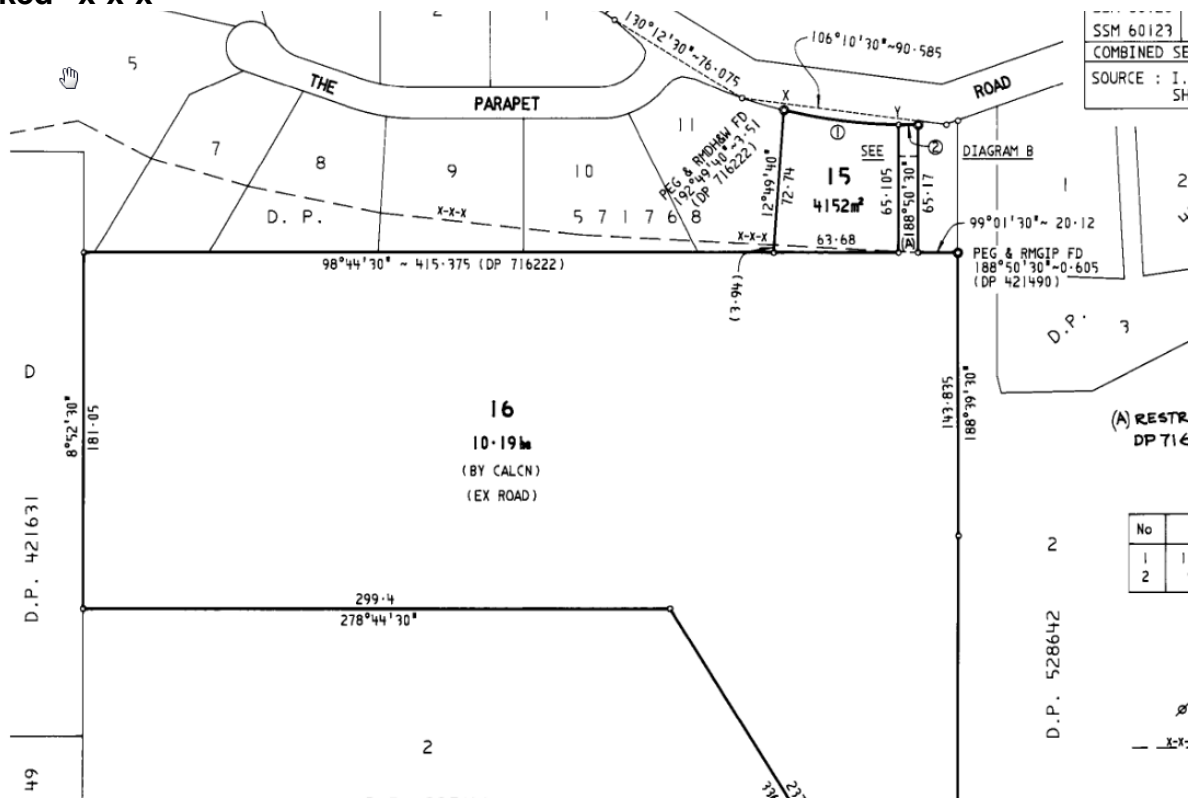 x-x-x
SSM 60123
COMBINED SE
SOURCE : I.
SH
2
1
130°12'30"~76·075
106°10'30"~90·585
5
THE
PARAPET
ROAD
X
Y
11
PEG & RMDH&W FD
192°49'40"~3·51
(DP 716222)
1
2
SEE
DIAGRAM B
7
8
9
10
12°49'40"
72·74
15
4152m²
65·105
188°50'30"
65·17
(A)
1
2
D. P.
x-x-x
5 7 1 7 6 8
x-x-x
63·68
99°01'30"~ 20·12
98°44'30" ~ 415·375 (DP 716222)
(3·94)
PEG & RMGIP FD
188°50'30"~0·605
(DP 421490)
D.P.
3
D
8°52'30"
181·05
16
10·19ha
(BY CALCN)
(EX ROAD)
143·835
188°39'30"
(A) RESTR
DP 716
D.P. 421631
No
1
2
2
299·4
278°44'30"
D.P. 528642
2
x-x-
49